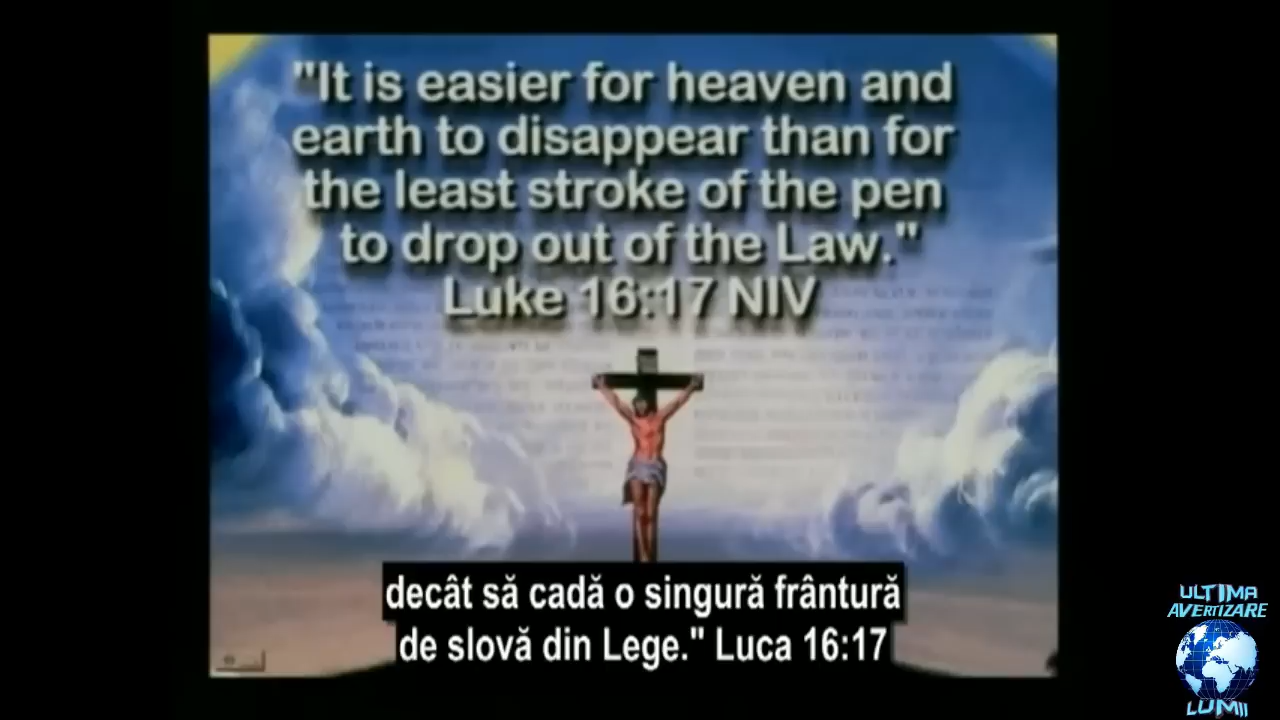 "It is easier for heaven and
earth to disappear than for
the least stroke of the pen
to drop out of the Law."
Luke 16:17 NIV
decât să cadă o singură frântură
de slovă din Lege." Luca 16:17
ULTIMA
AVERTIZARE
LUMII